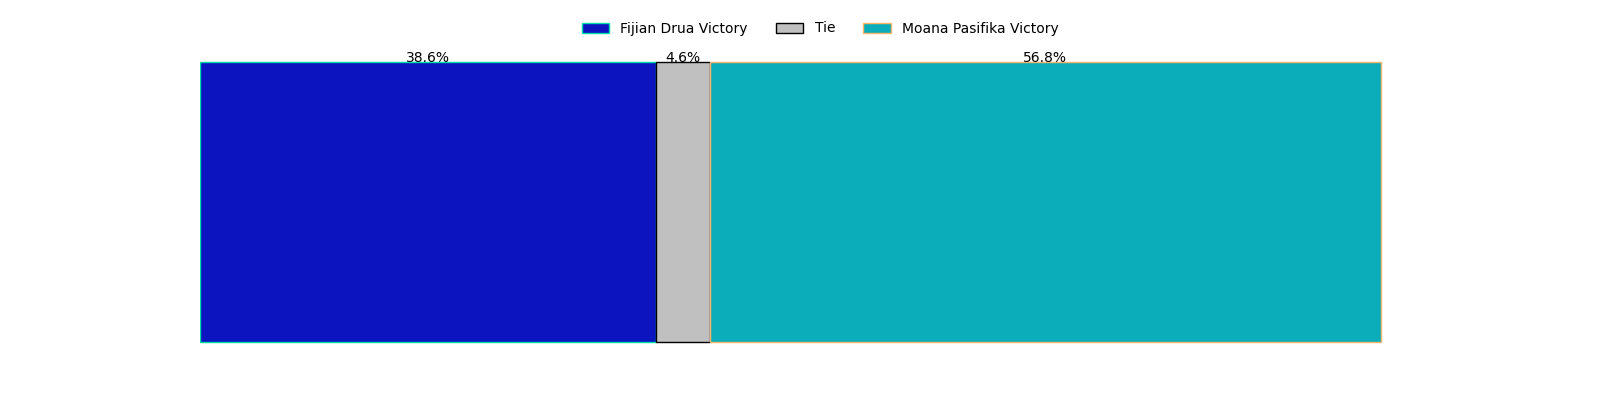 Fijian Drua Victory Tie Moana Pasifika Victory
38.6% 4.6% 56.8%